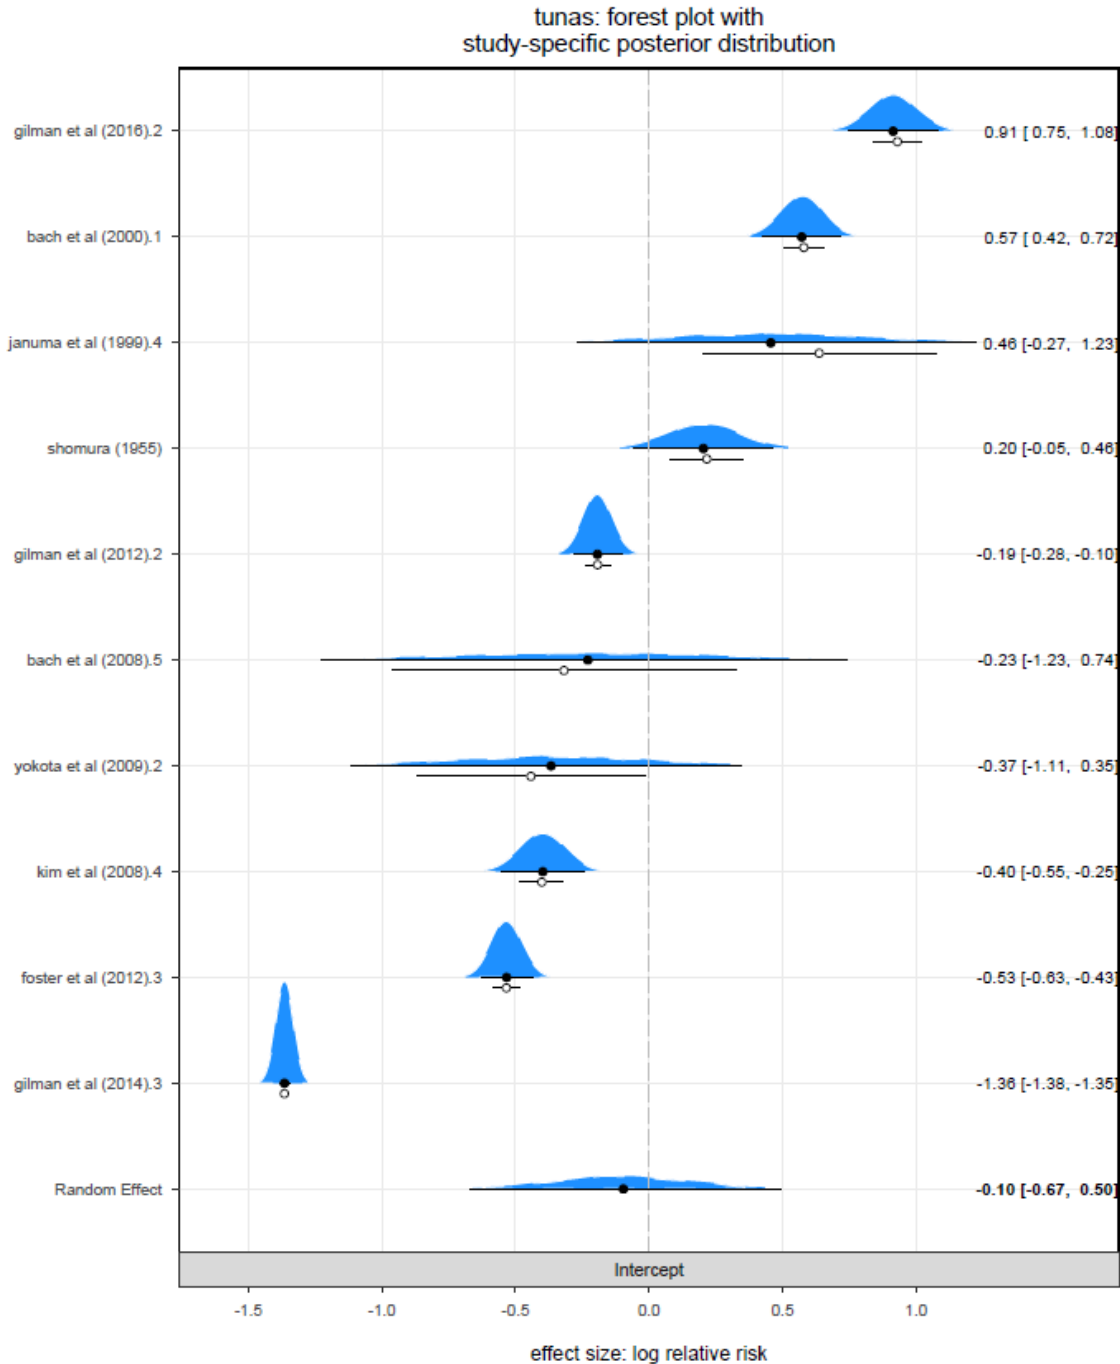 tunas: forest plot with
study-specific posterior distribution
gilman et al (2016).2 0.91 [ 0.75, 1.08]
bach et al (2000).1 0.57 [ 0.42, 0.72]
januma et al (1999).4 0.46 [-0.27, 1.23]
shomura (1955) 0.20 [-0.05, 0.46]
gilman et al (2012).2 -0.19 [-0.28, -0.10]
bach et al (2008).5 -0.23 [-1.23, 0.74]
yokota et al (2009).2 -0.37 [-1.11, 0.35]
kim et al (2008).4 -0.40 [-0.55, -0.25]
foster et al (2012).3 -0.53 [-0.63, -0.43]
gilman et al (2014).3 -1.36 [-1.38, -1.35]
Random Effect -0.10 [-0.67, 0.50]
Intercept
-1.5 -1.0 -0.5 0.0 0.5 1.0
effect size: log relative risk